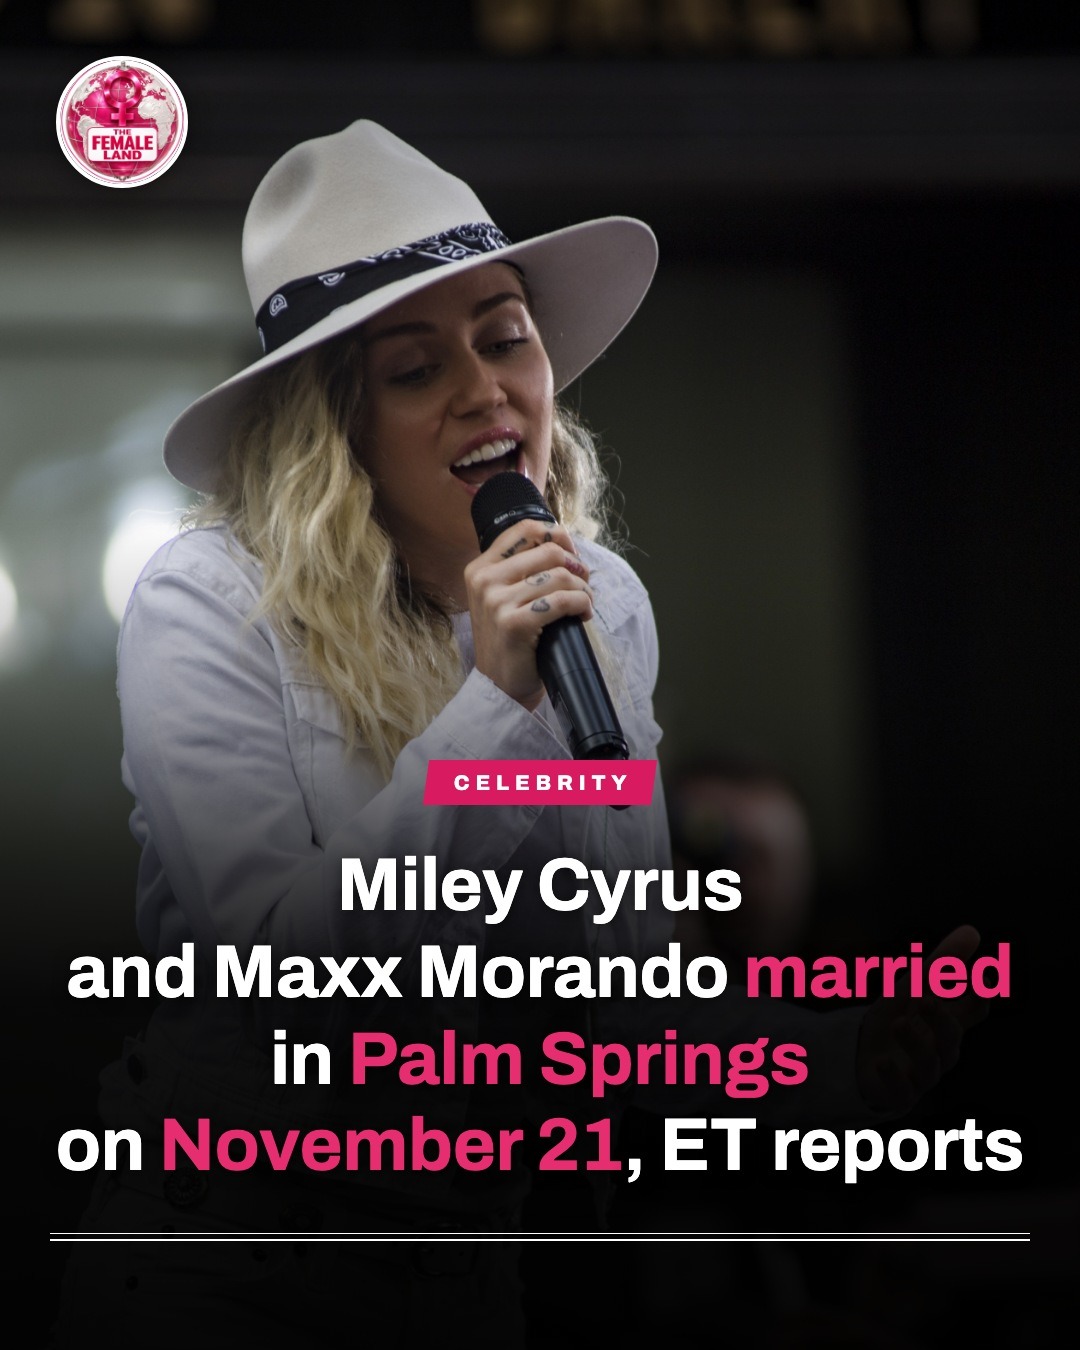 THE
FEMALE
LAND
CELEBRITY
Miley Cyrus
and Maxx Morando married
in Palm Springs
on November 21, ET reports